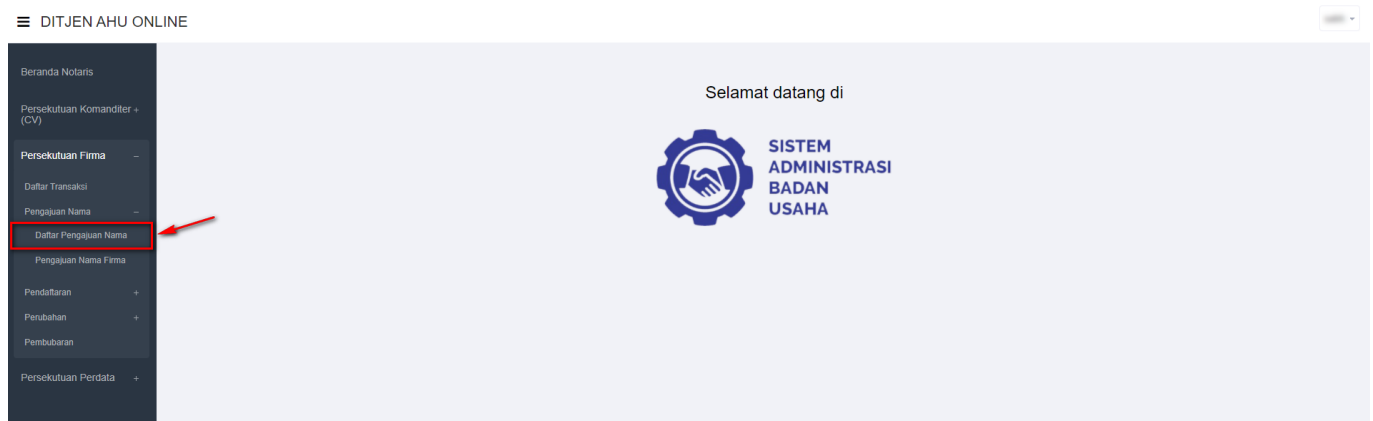 ≡ DITJEN AHU ONLINE
Beranda Notaris
Persekutuan Komanditer +
(CV)
Persekutuan Firma −
Daftar Transaksi
Pengajuan Nama −
Daftar Pengajuan Nama
Pengajuan Nama Firma
Pendaftaran +
Perubahan +
Pembubaran
Persekutuan Perdata +
Selamat datang di
SISTEM
ADMINISTRASI
BADAN
USAHA